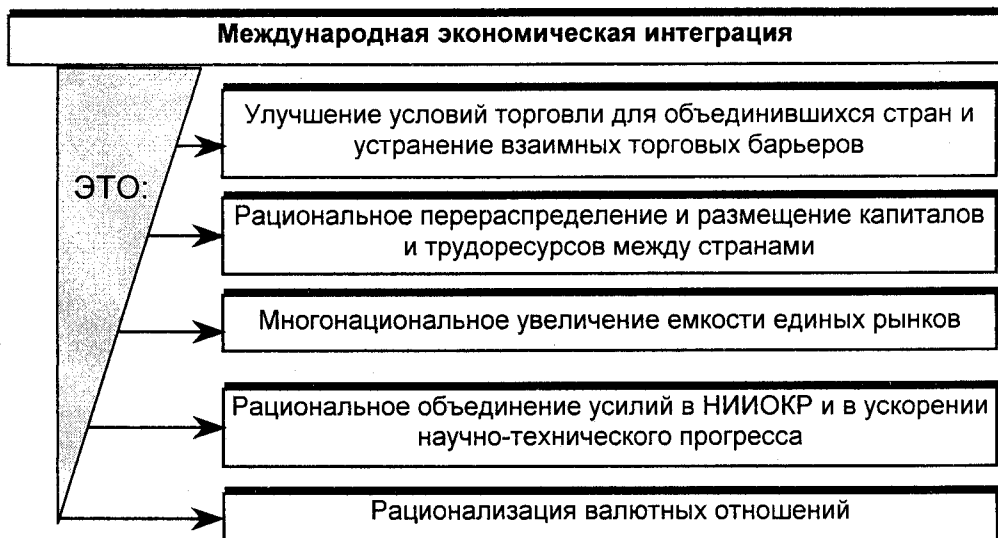 Международная экономическая интеграция
ЭТО:
Улучшение условий торговли для объединившихся стран и
устранение взаимных торговых барьеров
Рациональное перераспределение и размещение капиталов
и трудоресурсов между странами
Многонациональное увеличение емкости единых рынков
Рациональное объединение усилий в НИИОКР и в ускорении
научно-технического прогресса
Рационализация валютных отношений